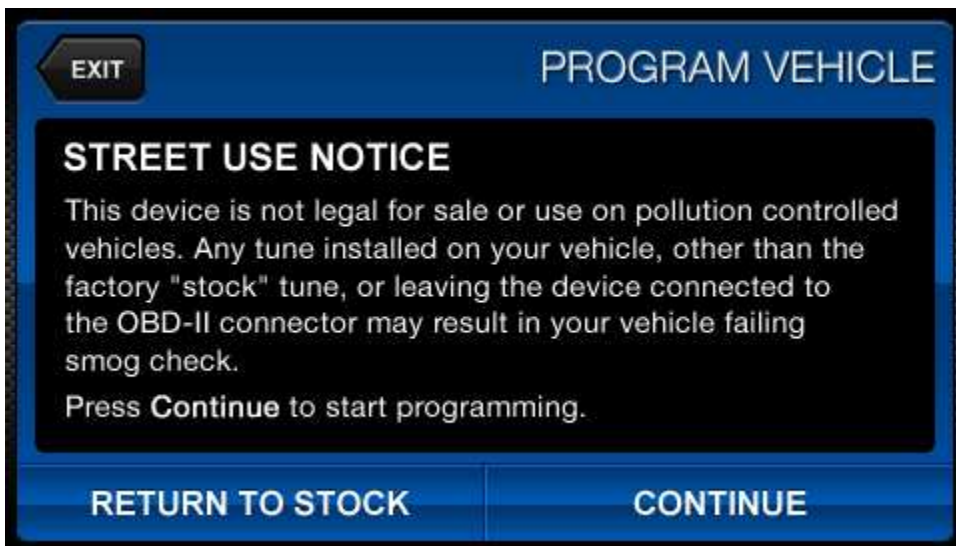 EXIT
PROGRAM VEHICLE
STREET USE NOTICE
This device is not legal for sale or use on pollution controlled
vehicles. Any tune installed on your vehicle, other than the
factory "stock" tune, or leaving the device connected to
the OBD-II connector may result in your vehicle failing
smog check.
Press Continue to start programming.
RETURN TO STOCK
CONTINUE